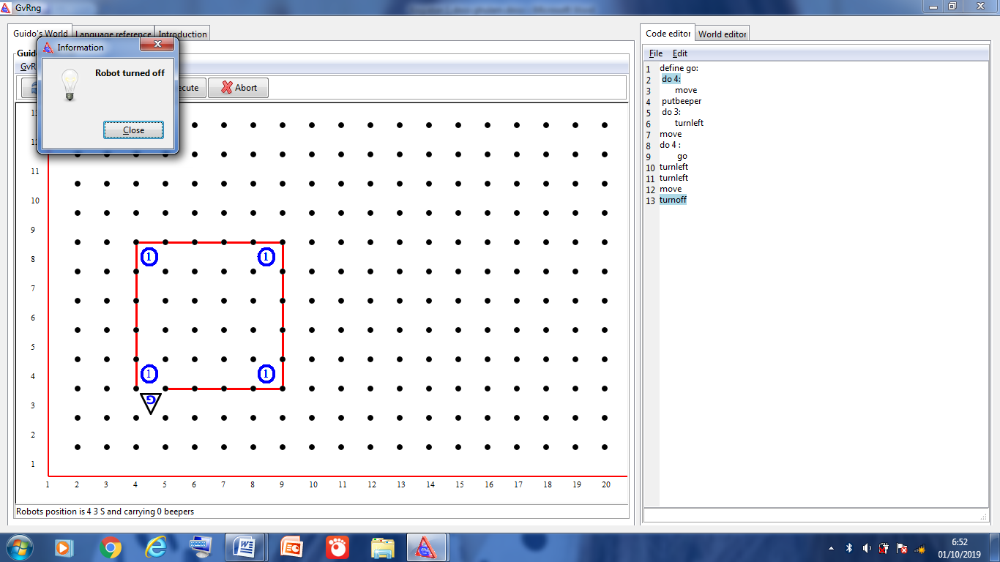 GvRng
Guido's World
Language reference
Introduction
Code editor
World editor
Information
Robot turned off
Close
Abort
File
Edit
1 define go:
2 do 4:
3 move
4 putbeeper
5 do 3:
6 turnleft
7 move
8 do 4 :
9 go
10 turnleft
11 turnleft
12 move
13 turnoff
11
10
9
8
7
6
5
4
3
2
1
1 1
1 1
G
1 2 3 4 5 6 7 8 9 10 11 12 13 14 15 16 17 18 19 20
Robots position is 4 3 S and carrying 0 beepers
6:52
01/10/2019